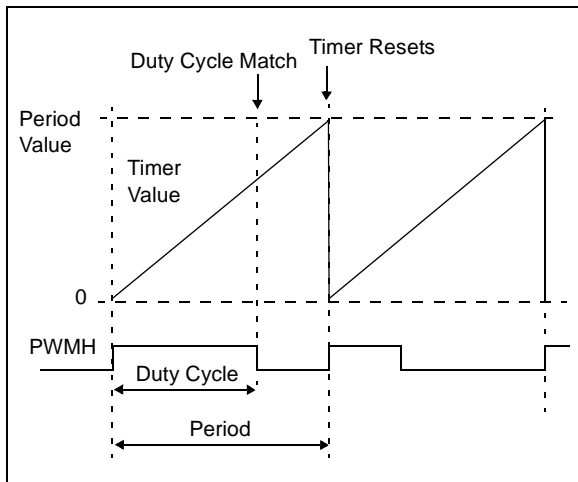 Timer Resets
Duty Cycle Match
Period
Value
Timer
Value
0
PWMH
Duty Cycle
Period